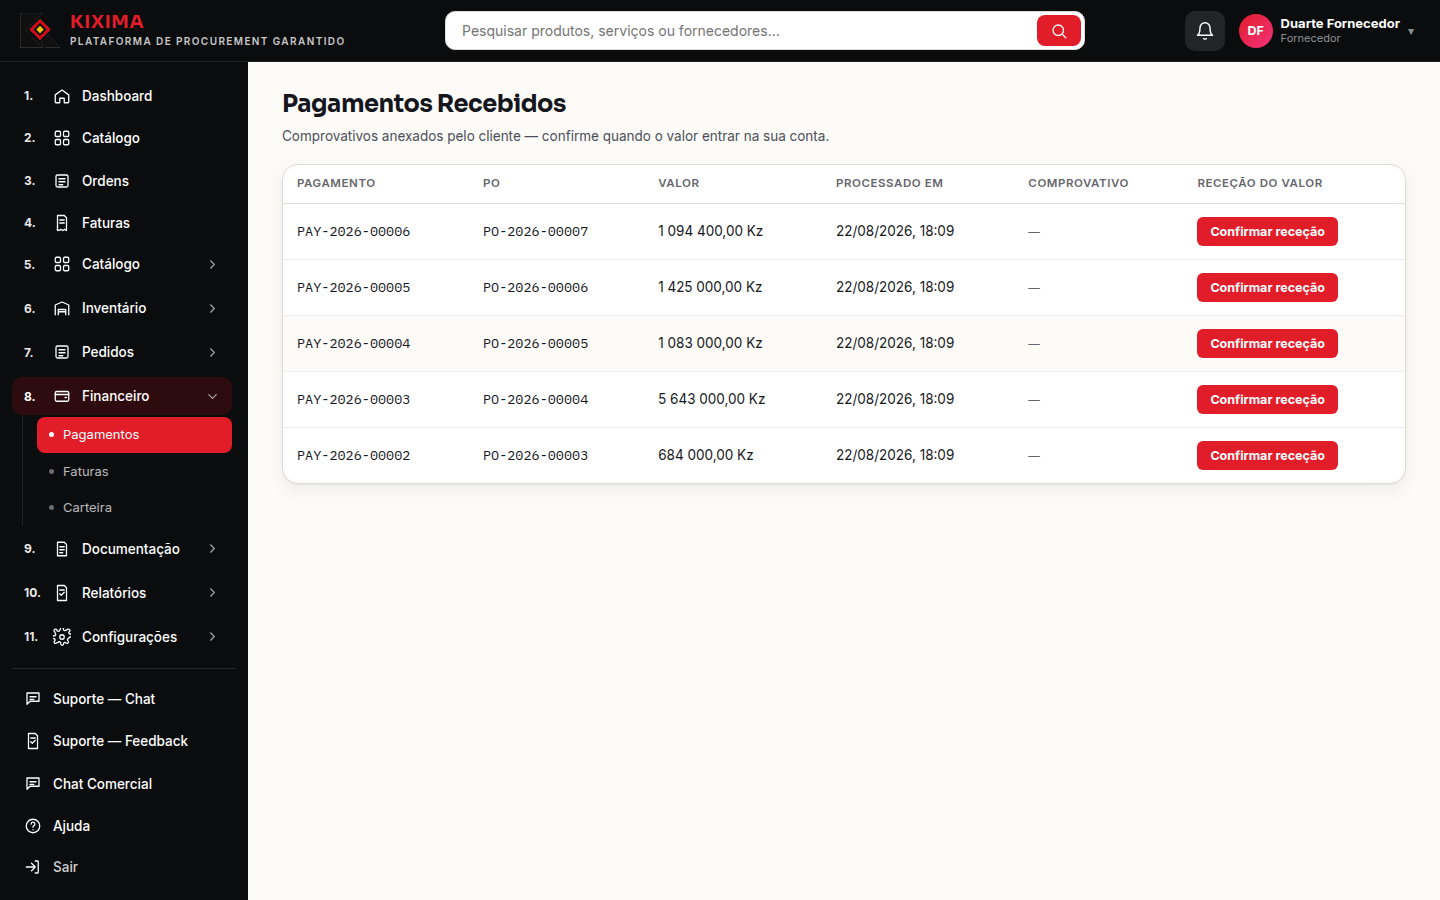 KIXIMA
PLATAFORMA DE PROCUREMENT GARANTIDO
Pesquisar produtos, serviços ou fornecedores...
DF
Duarte Fornecedor
Fornecedor
1. Dashboard
2. Catálogo
3. Ordens
4. Faturas
5. Catálogo
6. Inventário
7. Pedidos
8. Financeiro
Pagamentos
Faturas
Carteira
9. Documentação
10. Relatórios
11. Configurações
Suporte — Chat
Suporte — Feedback
Chat Comercial
Ajuda
Sair
Pagamentos Recebidos
Comprovativos anexados pelo cliente — confirme quando o valor entrar na sua conta.
PAGAMENTO PO VALOR PROCESSADO EM COMPROVATIVO RECEÇÃO DO VALOR
PAY-2026-00006 PO-2026-00007 1 094 400,00 Kz 22/08/2026, 18:09 — Confirmar receção
PAY-2026-00005 PO-2026-00006 1 425 000,00 Kz 22/08/2026, 18:09 — Confirmar receção
PAY-2026-00004 PO-2026-00005 1 083 000,00 Kz 22/08/2026, 18:09 — Confirmar receção
PAY-2026-00003 PO-2026-00004 5 643 000,00 Kz 22/08/2026, 18:09 — Confirmar receção
PAY-2026-00002 PO-2026-00003 684 000,00 Kz 22/08/2026, 18:09 — Confirmar receção